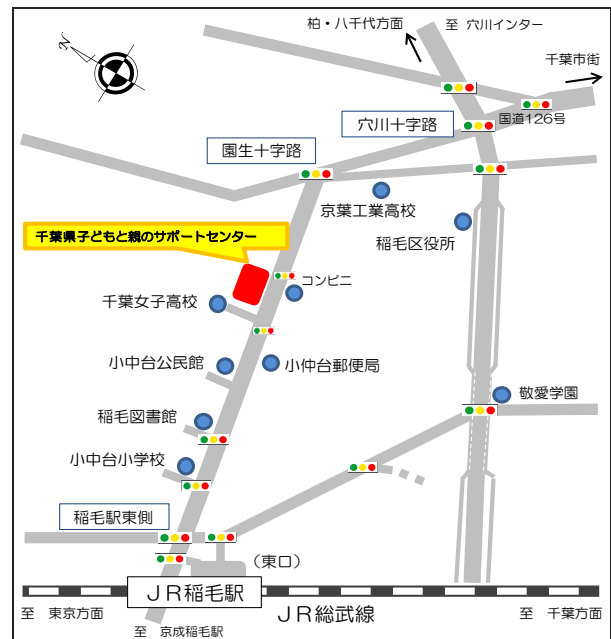 柏・八千代方面
至 穴川インター
千葉市街
N
穴川十字路
国道126号
園生十字路
京葉工業高校
稲毛区役所
千葉県子どもと親のサポートセンター
コンビニ
千葉女子高校
小中台公民館
小仲台郵便局
敬愛学園
稲毛図書館
小中台小学校
稲毛駅東側
(東口)
JR稲毛駅
JR総武線
至 東京方面
至 千葉方面
至 京成稲毛駅